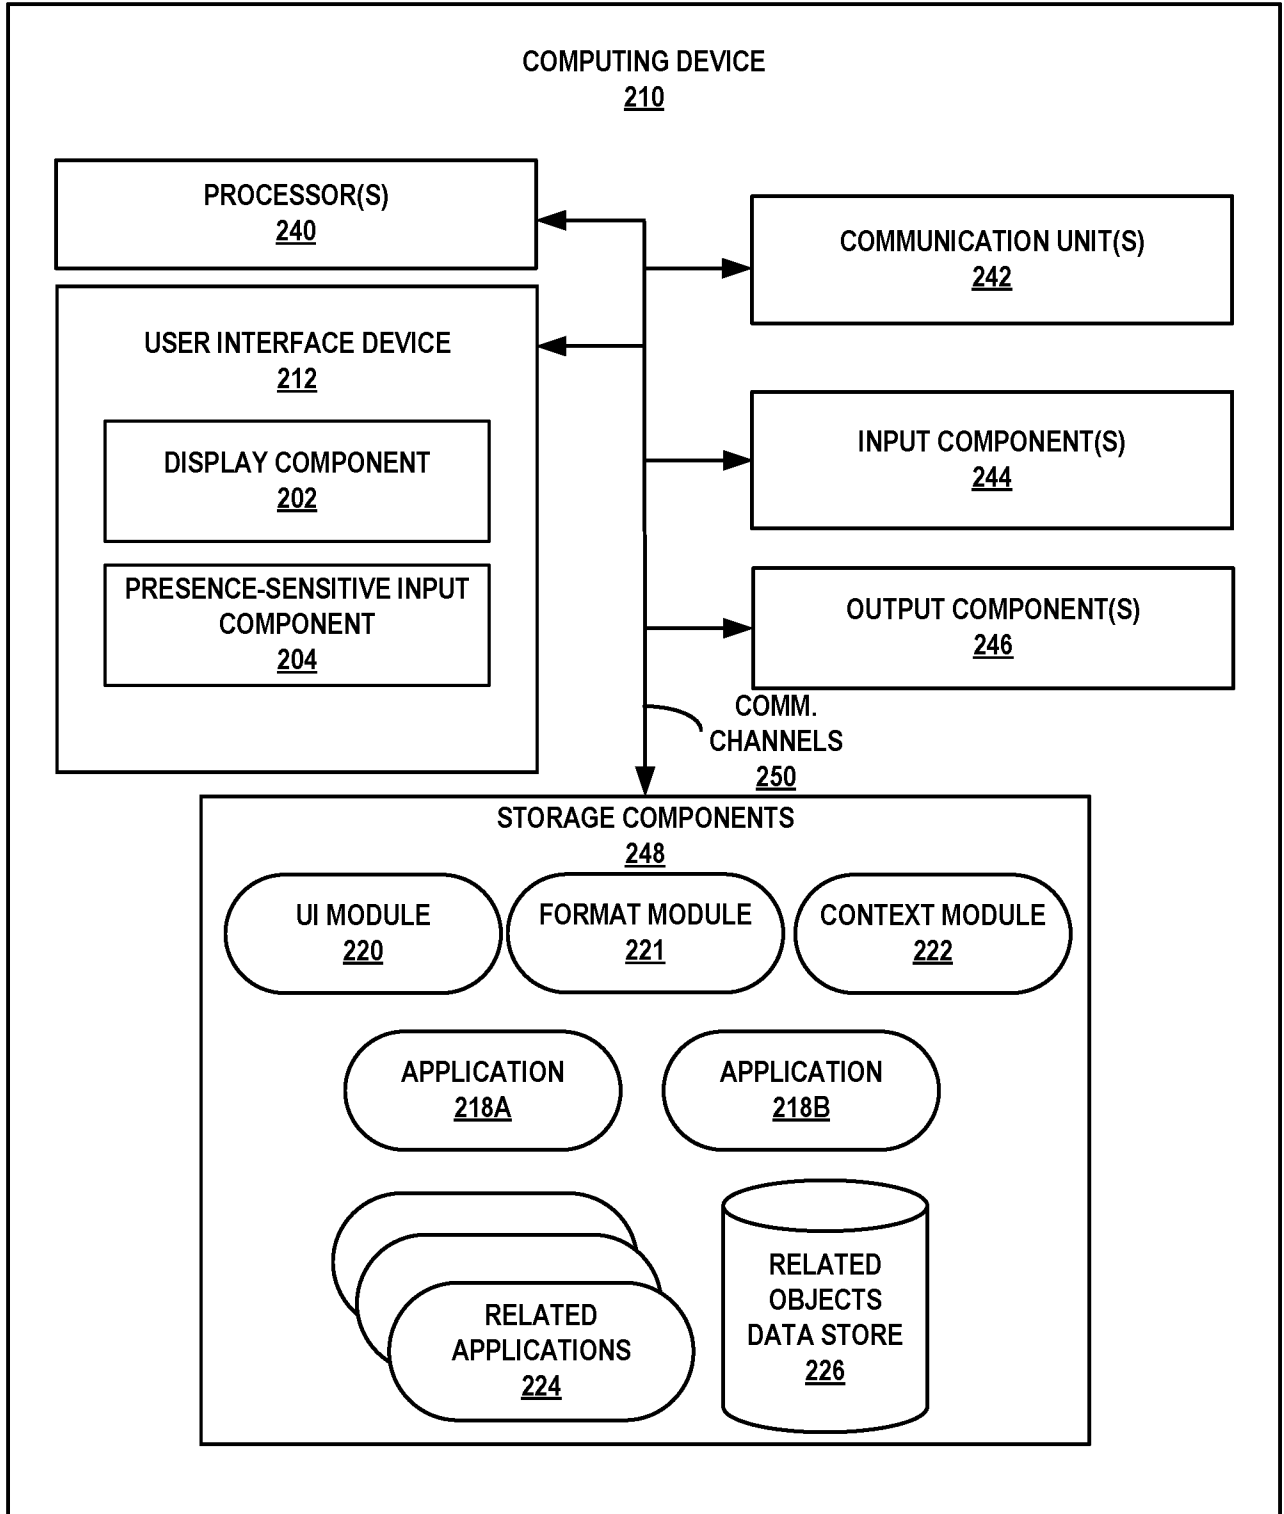 COMPUTING DEVICE
210
PROCESSOR(S)
240
COMMUNICATION UNIT(S)
242
USER INTERFACE DEVICE
212
DISPLAY COMPONENT
202
PRESENCE-SENSITIVE INPUT
COMPONENT
204
INPUT COMPONENT(S)
244
OUTPUT COMPONENT(S)
246
COMM.
CHANNELS
250
STORAGE COMPONENTS
248
UI MODULE
220
FORMAT MODULE
221
CONTEXT MODULE
222
APPLICATION
218A
APPLICATION
218B
RELATED
APPLICATIONS
224
RELATED
OBJECTS
DATA STORE
226